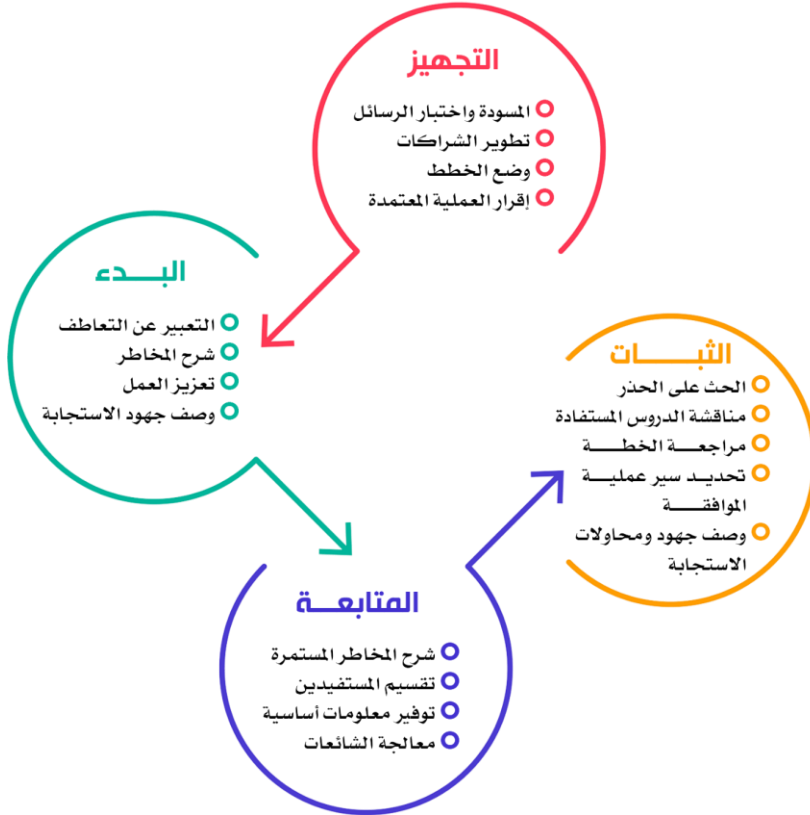 التجهيز
المسودة واختبار الرسائل
تطوير الشراكات
وضع الخطط
إقرار العملية المعتمدة
البـــدء
التعبير عن التعاطف
شرح المخاطر
تعزيز العمل
وصف جهود الاستجابة
المتابعـــة
شرح المخاطر المستمرة
تقسيم المستفيدين
توفير معلومات أساسية
معالجة الشائعات
الثبـــات
الحث على الحذر
مناقشة الدروس المستفادة
مراجعـــة الخطـــة
تحديـد سير عمليـــة
الموافقـــة
وصف جهود ومحاولات
الاستجابة